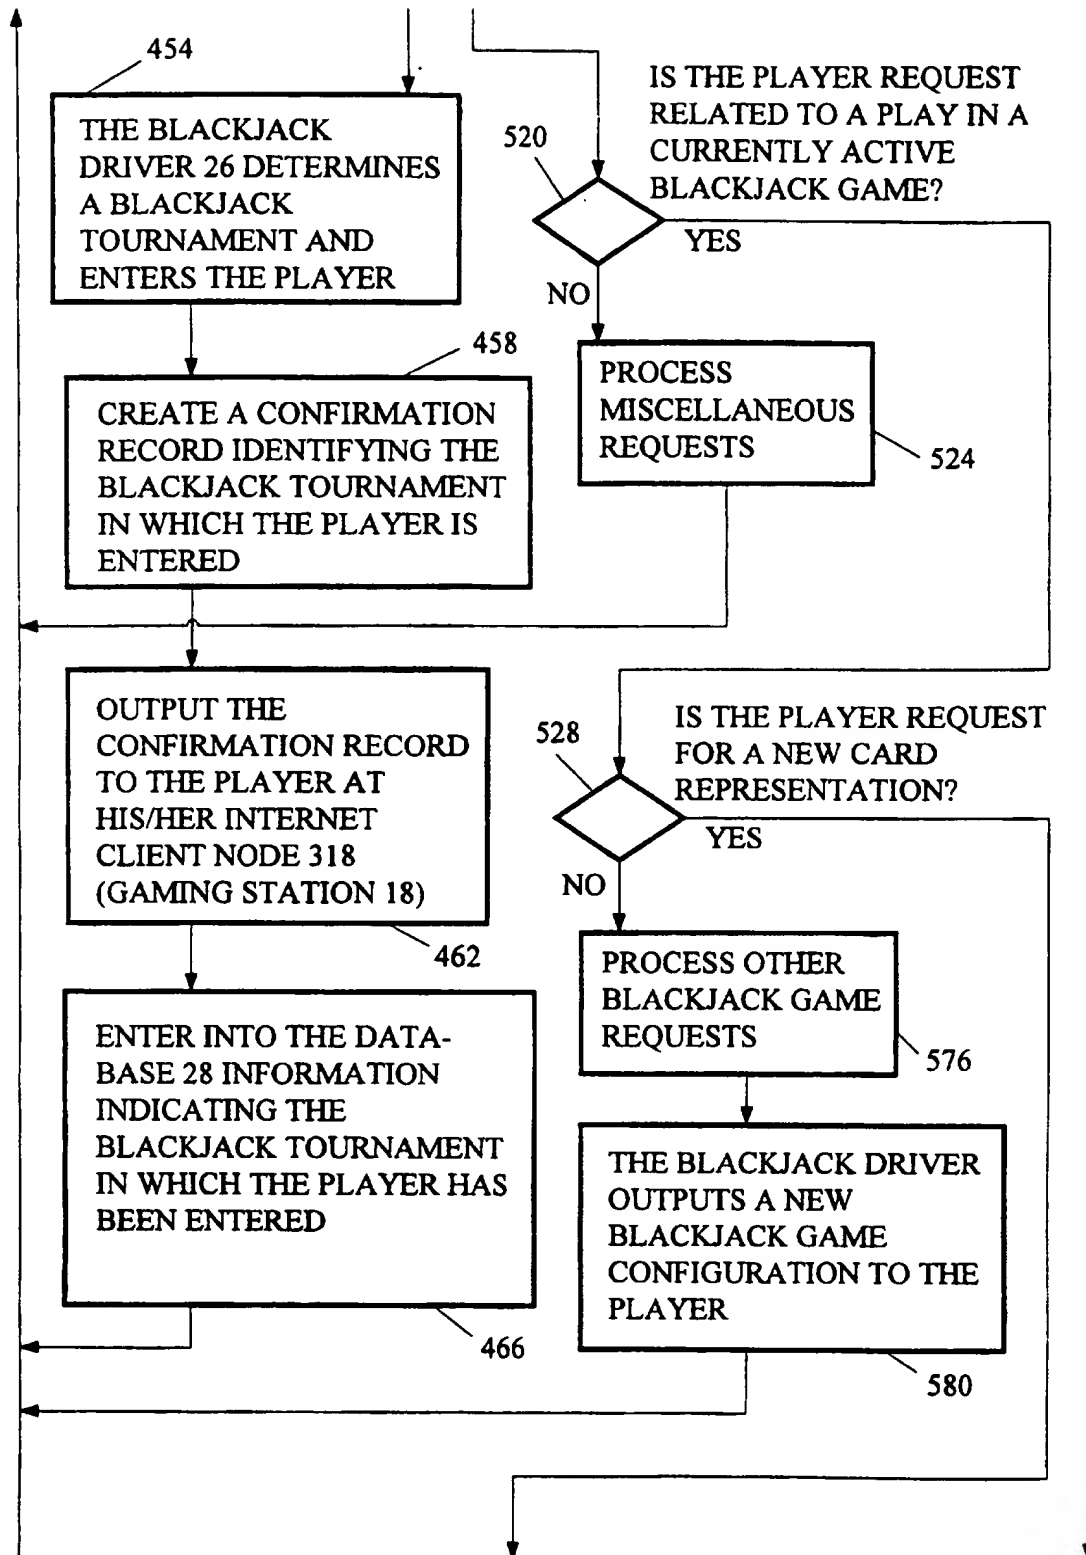 454
THE BLACKJACK
DRIVER 26 DETERMINES
A BLACKJACK
TOURNAMENT AND
ENTERS THE PLAYER
458
CREATE A CONFIRMATION
RECORD IDENTIFYING THE
BLACKJACK TOURNAMENT
IN WHICH THE PLAYER IS
ENTERED
OUTPUT THE
CONFIRMATION RECORD
TO THE PLAYER AT
HIS/HER INTERNET
CLIENT NODE 318
(GAMING STATION 18)
462
ENTER INTO THE DATA-
BASE 28 INFORMATION
INDICATING THE
BLACKJACK TOURNAMENT
IN WHICH THE PLAYER HAS
BEEN ENTERED
466
IS THE PLAYER REQUEST
RELATED TO A PLAY IN A
CURRENTLY ACTIVE
BLACKJACK GAME?
520
YES
NO
PROCESS
MISCELLANEOUS
REQUESTS
524
IS THE PLAYER REQUEST
FOR A NEW CARD
REPRESENTATION?
528
YES
NO
PROCESS OTHER
BLACKJACK GAME
REQUESTS
576
THE BLACKJACK DRIVER
OUTPUTS A NEW
BLACKJACK GAME
CONFIGURATION TO THE
PLAYER
580